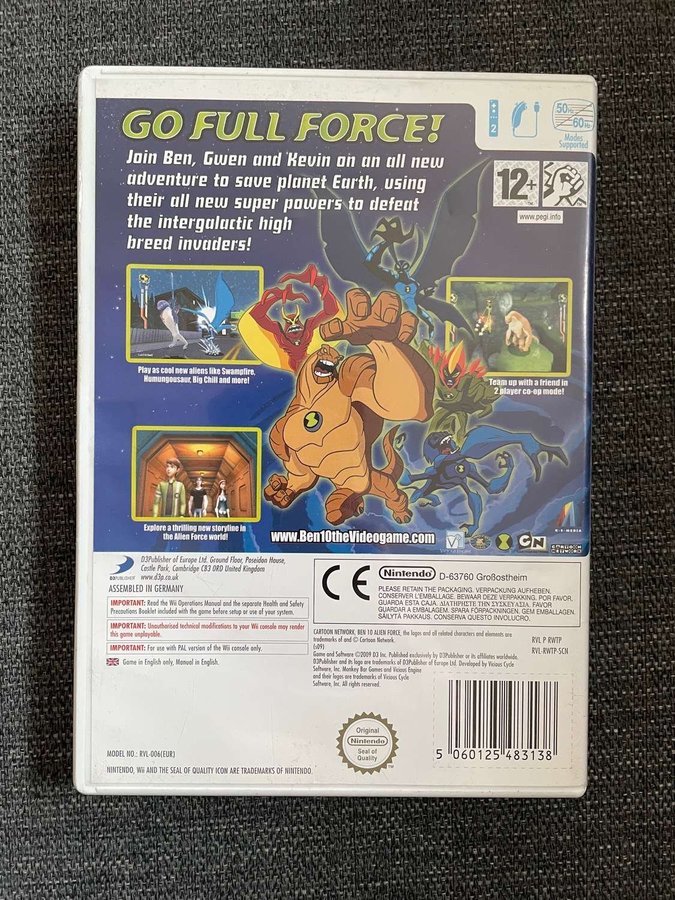 GO FULL FORCE!
Join Ben, Gwen and Kevin on an all new
adventure to save planet Earth, using
their all new super powers to defeat
the intergalactic high
breed invaders!
2
50Hz
60Hz
Modes
Supported
12+
www.pegi.info
Play as cool new aliens like Swampfire,
Humungousaur, Big Chill and more!
Team up with a friend in
2 player co-op mode!
Explore a thrilling new storyline in
the Alien Force world!
www.Ben10theVideogame.com
CN
CARTOON NETWORK
D3PUBLISHER
D3Publisher of Europe Ltd. Ground Floor, Poseidon House,
Castle Park, Cambridge CB3 0RD United Kingdom
www.d3p.co.uk
ASSEMBLED IN GERMANY
IMPORTANT: Read the Wii Operations Manual and the separate Health and Safety
Precautions Booklet included with the game before setup or use of your system.
IMPORTANT: Unauthorised technical modifications to your Wii console may render
this game unplayable.
IMPORTANT: For use with PAL version of the Wii console only.
Game in English only, Manual in English.
MODEL NO.: RVL-006(EUR)
NINTENDO, Wii AND THE SEAL OF QUALITY ICON ARE TRADEMARKS OF NINTENDO.
CE
Nintendo D-63760 Großostheim
PLEASE RETAIN THE PACKAGING. VERPACKUNG AUFHEBEN.
CONSERVER L'EMBALLAGE. BEWAAR DEZE VERPAKKING. POR FAVOR,
GUARDA ESTA CAJA. ΔΙΑΤΗΡΗΣΤΕ ΤΗΝ ΣΥΣΚΕΥΑΣΙΑ. FAVOR
GUARDAR A EMBALAGEM. SPARA FÖRPACKNINGEN. GEM EMBALLAGEN.
SÄILYTÄ PAKKAUS. CONSERVA QUESTO INVOLUCRO.
CARTOON NETWORK, BEN 10 ALIEN FORCE, the logos and all related characters and elements are
trademarks of and © Cartoon Network.
(s09)
Game and Software ©2009 D3 Inc. Published exclusively by D3Publisher or its affiliates worldwide.
D3Publisher and its logo are trademarks of D3Publisher of Europe Ltd. Developed by Vicious Cycle
Software, Inc. Monkey Bar Games and Vicious Engine
and their logos are trademarks of Vicious Cycle
Software, Inc. All rights reserved.
RVL P RWTP
RVL-RWTP-SCN
Original
Nintendo
Seal of
Quality
5 060125 483138